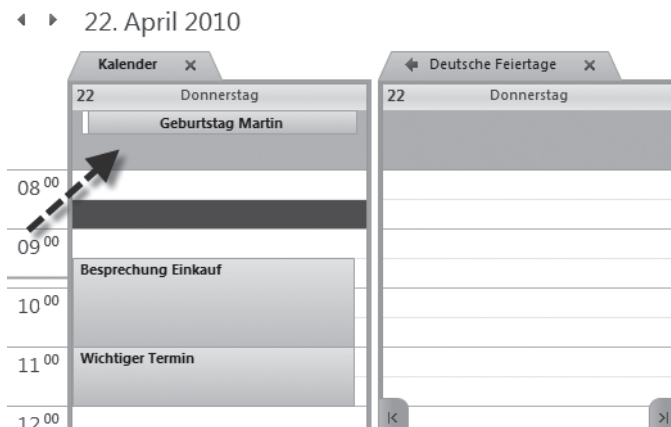 22. April 2010
Kalender
Deutsche Feiertage
22 Donnerstag
22 Donnerstag
Geburtstag Martin
08 00
09 00
Besprechung Einkauf
10 00
11 00
Wichtiger Termin
12 00